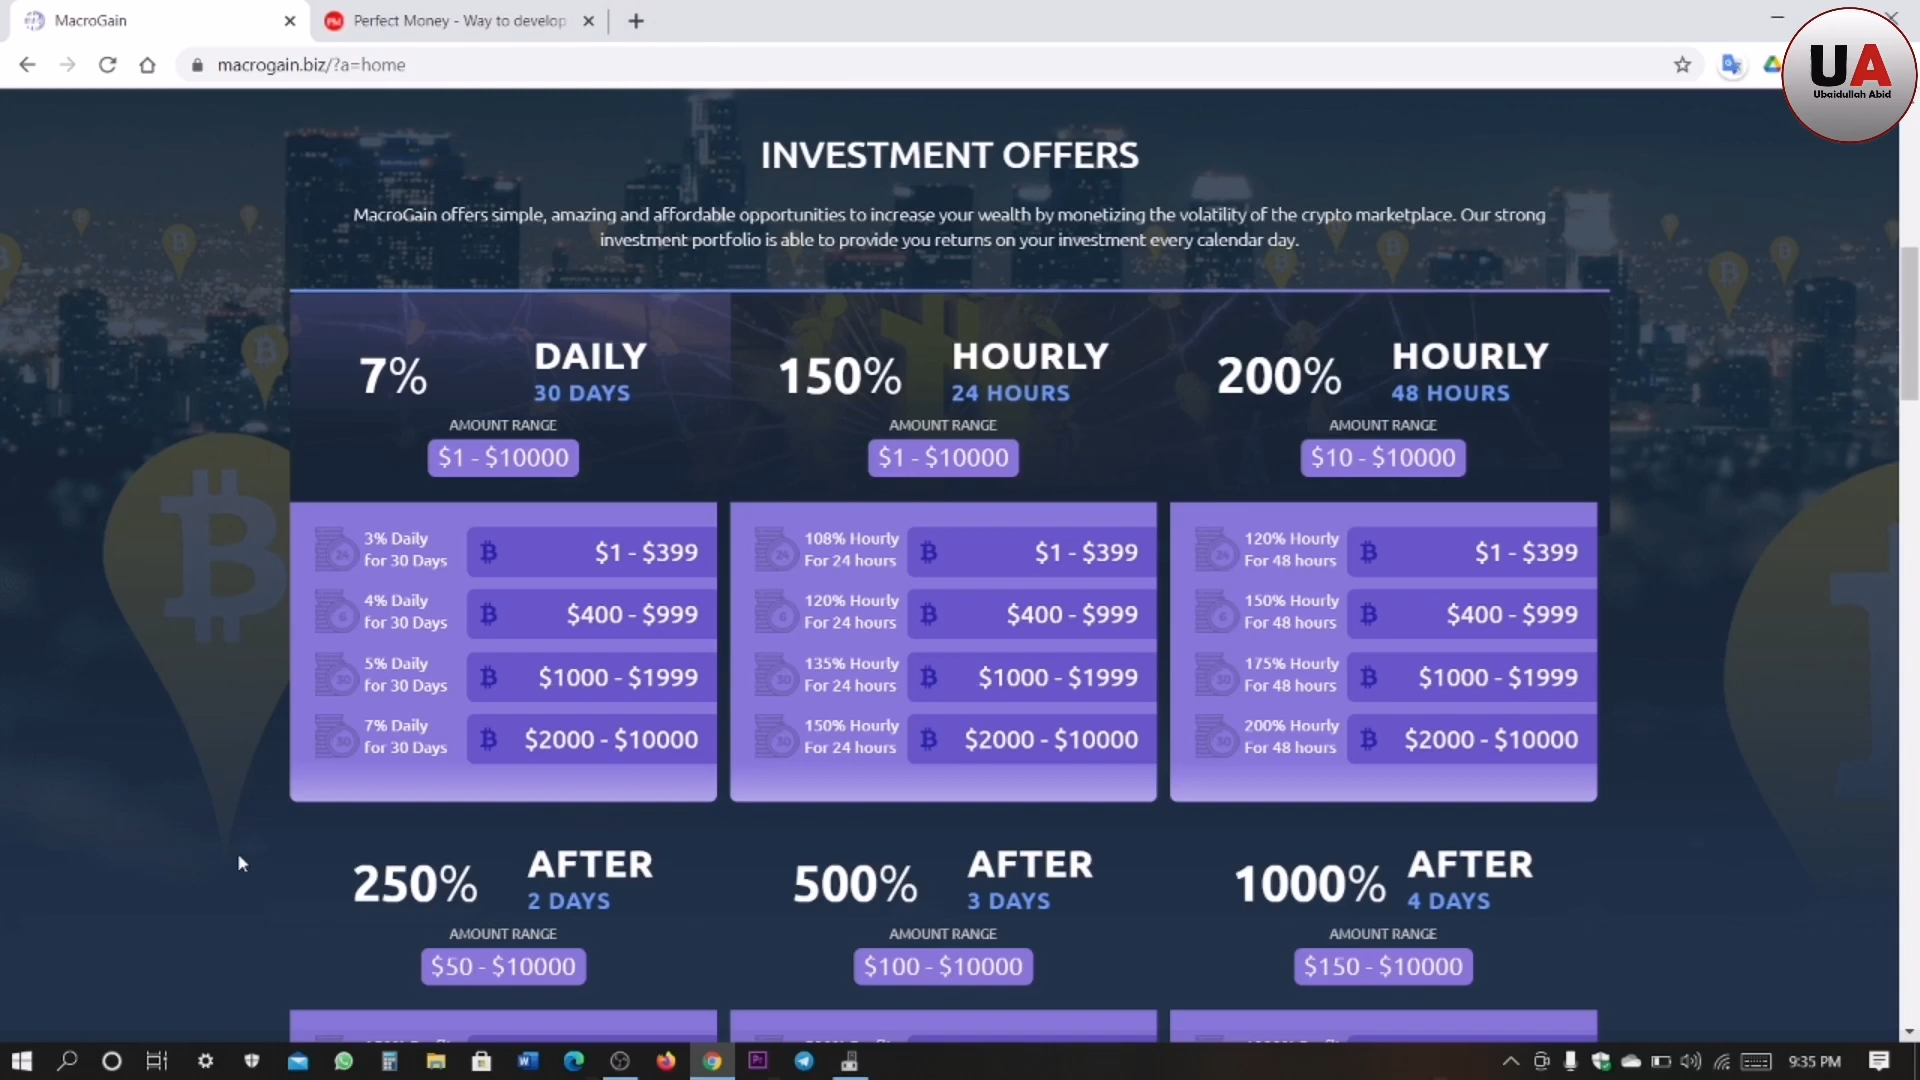 MacroGain
Perfect Money - Way to develop
macrogain.biz/?a=home
UA
Ubaidullah Abid
INVESTMENT OFFERS
MacroGain offers simple, amazing and affordable opportunities to increase your wealth by monetizing the volatility of the crypto marketplace. Our strong
investment portfolio is able to provide you returns on your investment every calendar day.
7% DAILY
30 DAYS
AMOUNT RANGE
$1 - $10000
3% Daily
for 30 Days
$1 - $399
4% Daily
for 30 Days
$400 - $999
5% Daily
for 30 Days
$1000 - $1999
7% Daily
for 30 Days
$2000 - $10000
150% HOURLY
24 HOURS
AMOUNT RANGE
$1 - $10000
108% Hourly
For 24 hours
$1 - $399
120% Hourly
For 24 hours
$400 - $999
135% Hourly
For 24 hours
$1000 - $1999
150% Hourly
For 24 hours
$2000 - $10000
200% HOURLY
48 HOURS
AMOUNT RANGE
$10 - $10000
120% Hourly
For 48 hours
$1 - $399
150% Hourly
For 48 hours
$400 - $999
175% Hourly
For 48 hours
$1000 - $1999
200% Hourly
For 48 hours
$2000 - $10000
250% AFTER
2 DAYS
AMOUNT RANGE
$50 - $10000
500% AFTER
3 DAYS
AMOUNT RANGE
$100 - $10000
1000% AFTER
4 DAYS
AMOUNT RANGE
$150 - $10000
9:35 PM